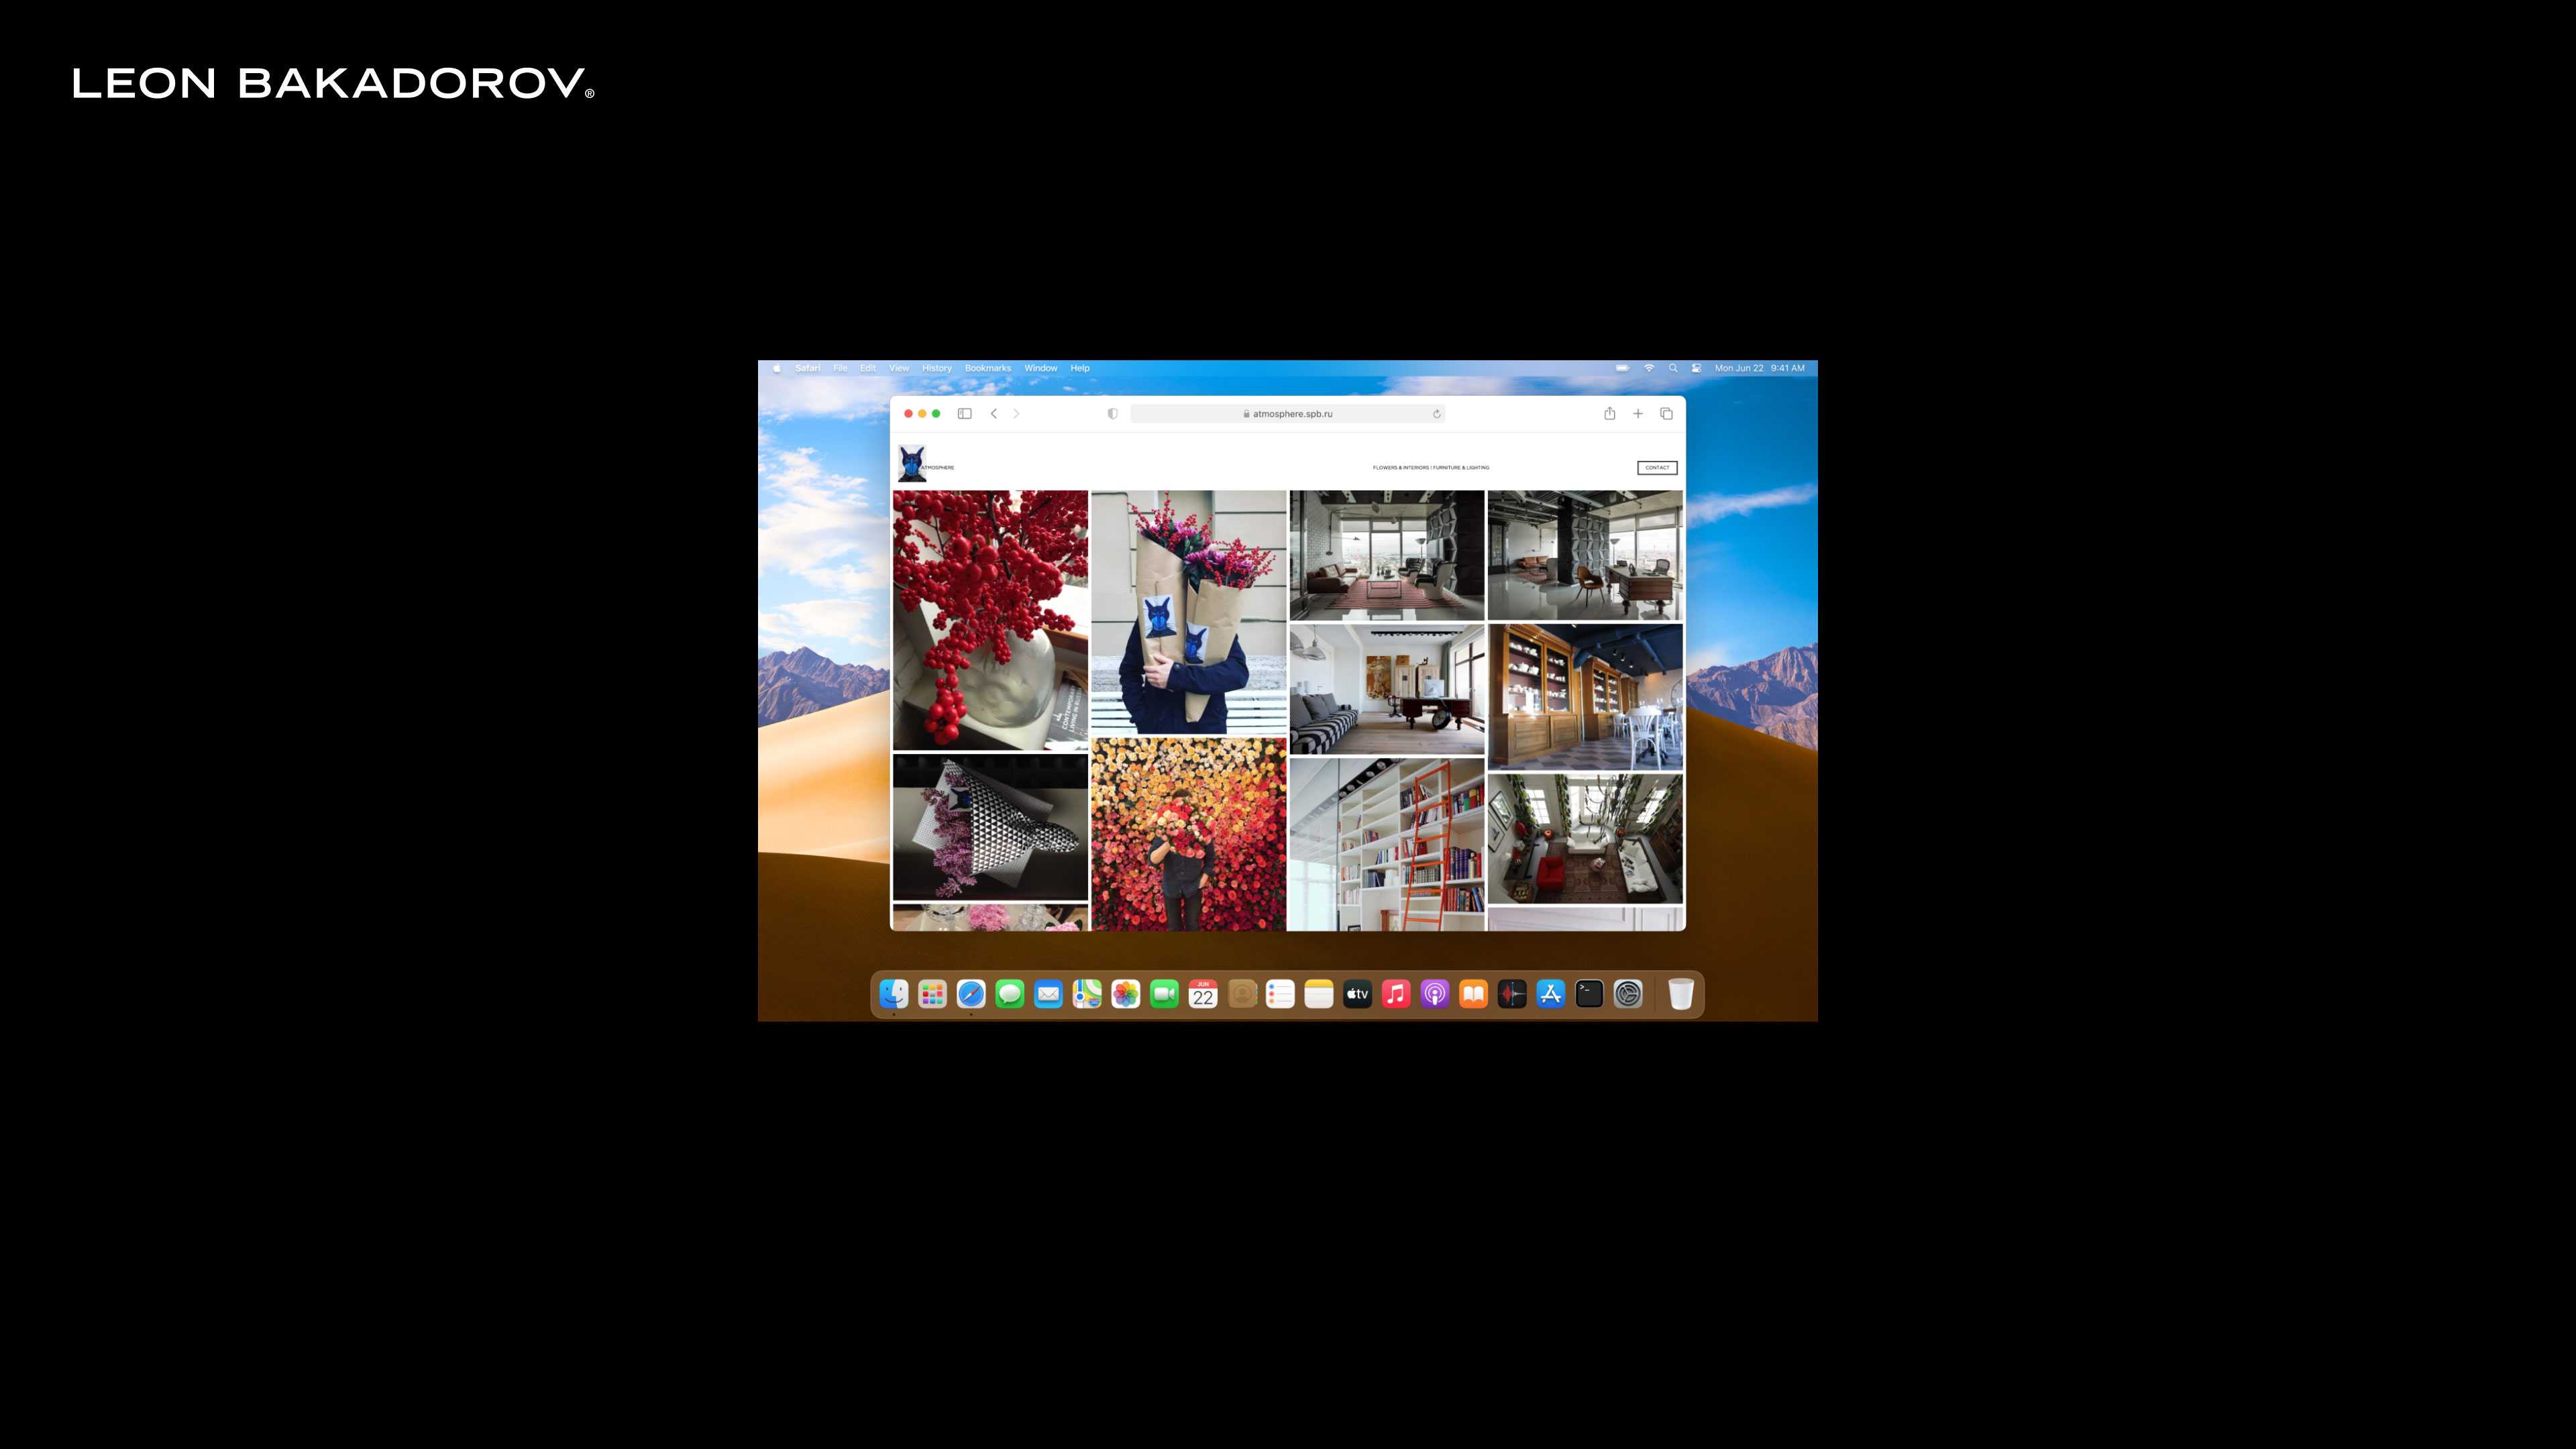 LEON BAKADOROV®
Safari File Edit View History Bookmarks Window Help Mon Jun 22 9:41 AM
atmosphere.spb.ru
ATMOSPHERE FLOWERS & INTERIORS | FURNITURE & LIGHTING CONTACT
JUN
22
tv